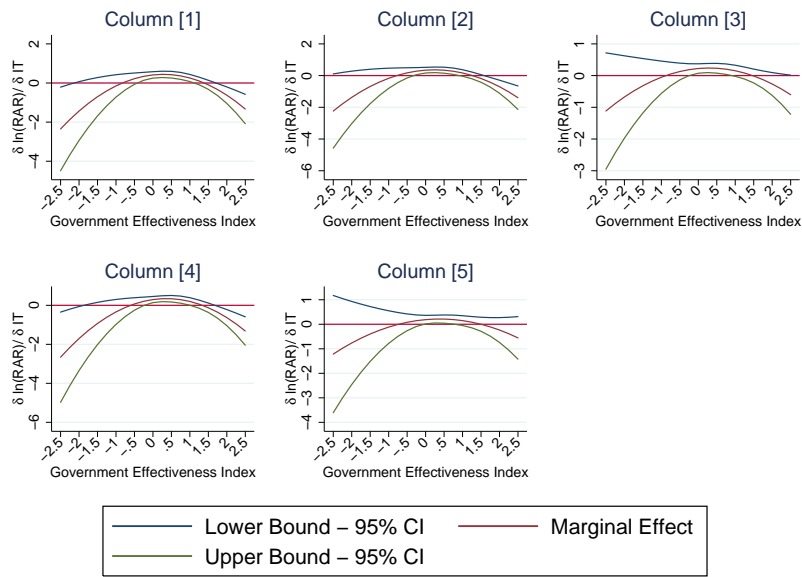 Column [1]
δ ln(RAR)/ δ IT
2
0
−2
−4
−2.5 −2 −1.5 −1 −.5 0 .5 1 1.5 2 2.5
Government Effectiveness Index
Column [2]
δ ln(RAR)/ δ IT
2
0
−2
−4
−6
−2.5 −2 −1.5 −1 −.5 0 .5 1 1.5 2 2.5
Government Effectiveness Index
Column [3]
δ ln(RAR)/ δ IT
1
0
−1
−2
−3
−2.5 −2 −1.5 −1 −.5 0 .5 1 1.5 2 2.5
Government Effectiveness Index
Column [4]
δ ln(RAR)/ δ IT
0
−2
−4
−6
−2.5 −2 −1.5 −1 −.5 0 .5 1 1.5 2 2.5
Government Effectiveness Index
Column [5]
δ ln(RAR)/ δ IT
1
0
−1
−2
−3
−4
−2.5 −2 −1.5 −1 −.5 0 .5 1 1.5 2 2.5
Government Effectiveness Index
Lower Bound − 95% CI Marginal Effect
Upper Bound − 95% CI